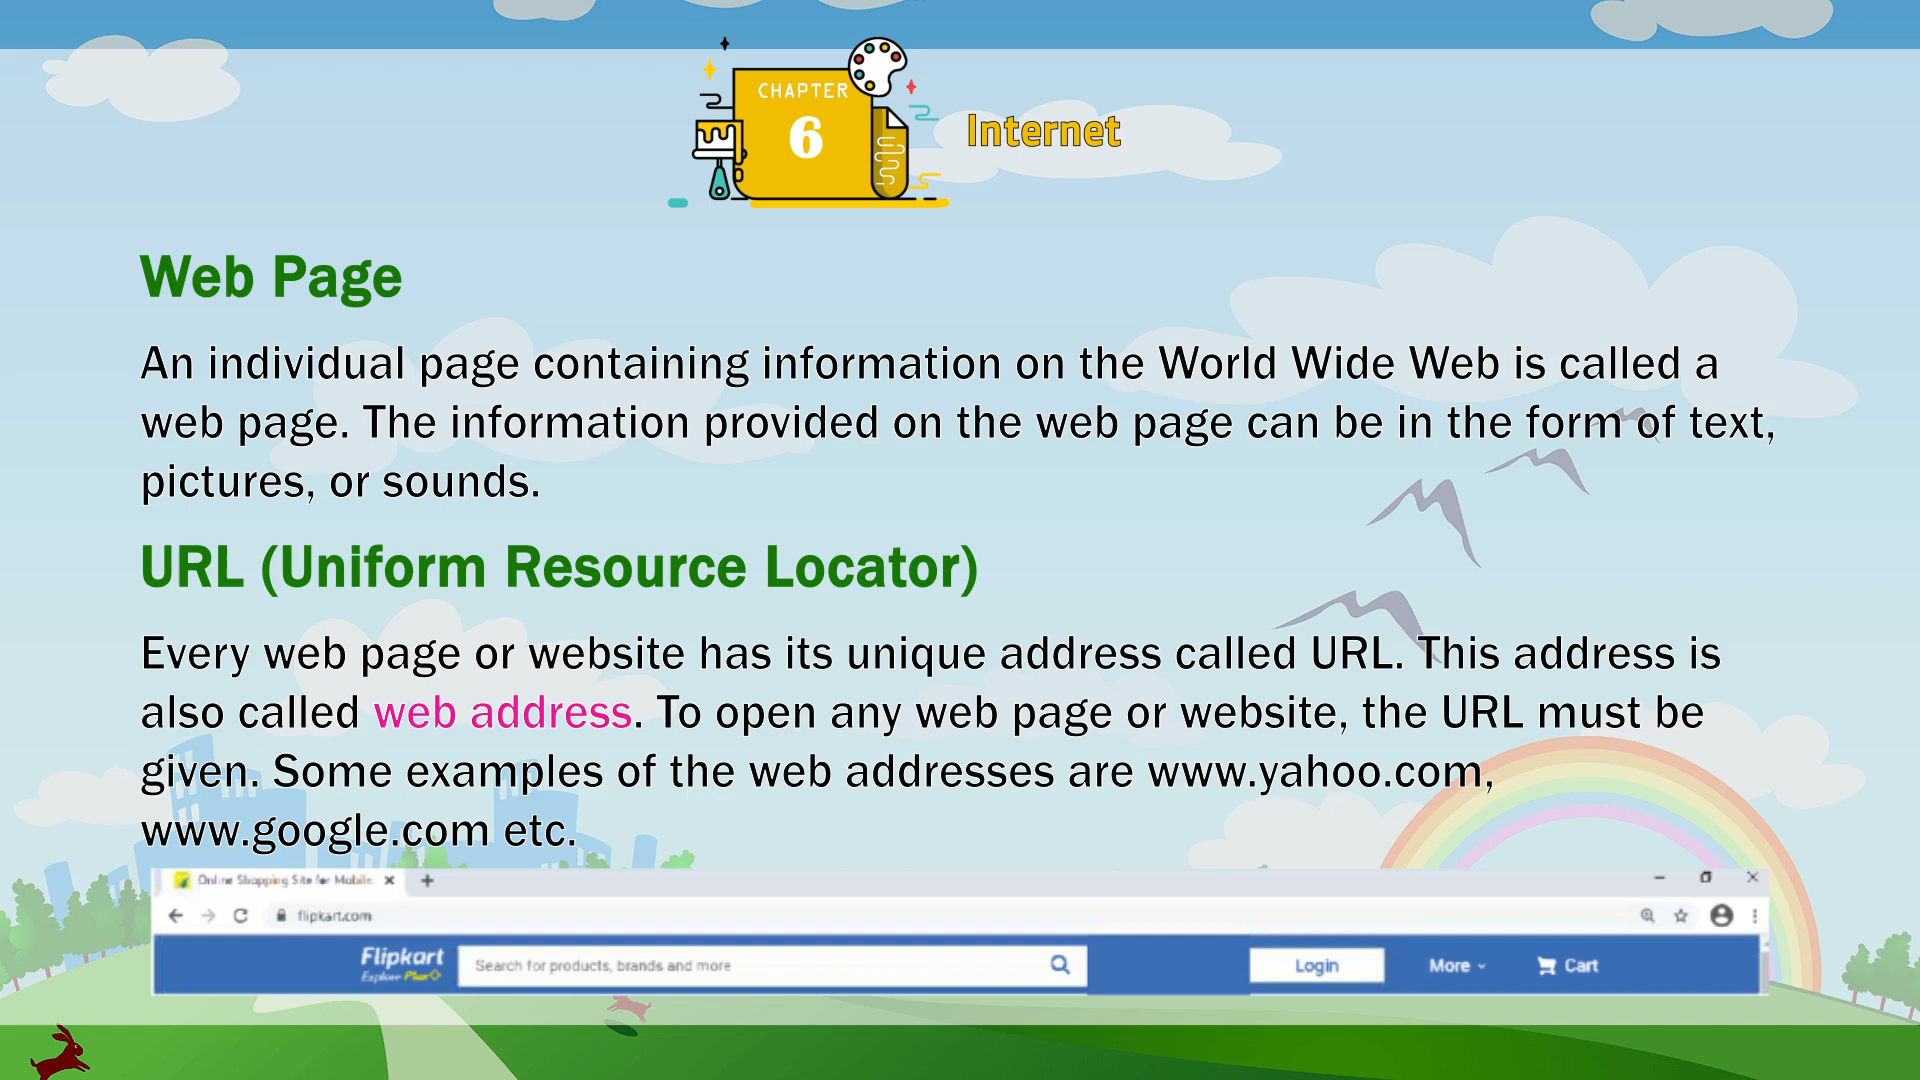 CHAPTER
6
Internet
Web Page
An individual page containing information on the World Wide Web is called a
web page. The information provided on the web page can be in the form of text,
pictures, or sounds.
URL (Uniform Resource Locator)
Every web page or website has its unique address called URL. This address is
also called web address. To open any web page or website, the URL must be
given. Some examples of the web addresses are www.yahoo.com,
www.google.com etc.
Online Shopping Site for Mobile
flipkart.com
Flipkart
Explore Plus
Search for products, brands and more
Login
More
Cart